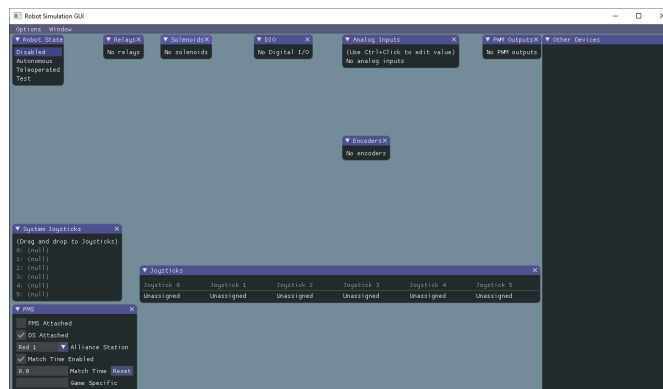 Robot Simulation GUI
Options Window
Robot State
Disabled
Autonomous
Teleoperated
Test
Relays
No relays
Solenoids
No solenoids
DIO
No Digital I/O
Analog Inputs
(Use Ctrl+Click to edit value)
No analog inputs
PWM Outputs
No PWM outputs
Other Devices
Encoders
No encoders
System Joysticks
(Drag and drop to Joysticks)
0: (null)
1: (null)
2: (null)
3: (null)
4: (null)
5: (null)
Joysticks
Joystick 0 Joystick 1 Joystick 2 Joystick 3 Joystick 4 Joystick 5
Unassigned Unassigned Unassigned Unassigned Unassigned Unassigned
FMS
FMS Attached
DS Attached
Red 1 Alliance Station
Match Time Enabled
0.0 Match Time Reset
Game Specific